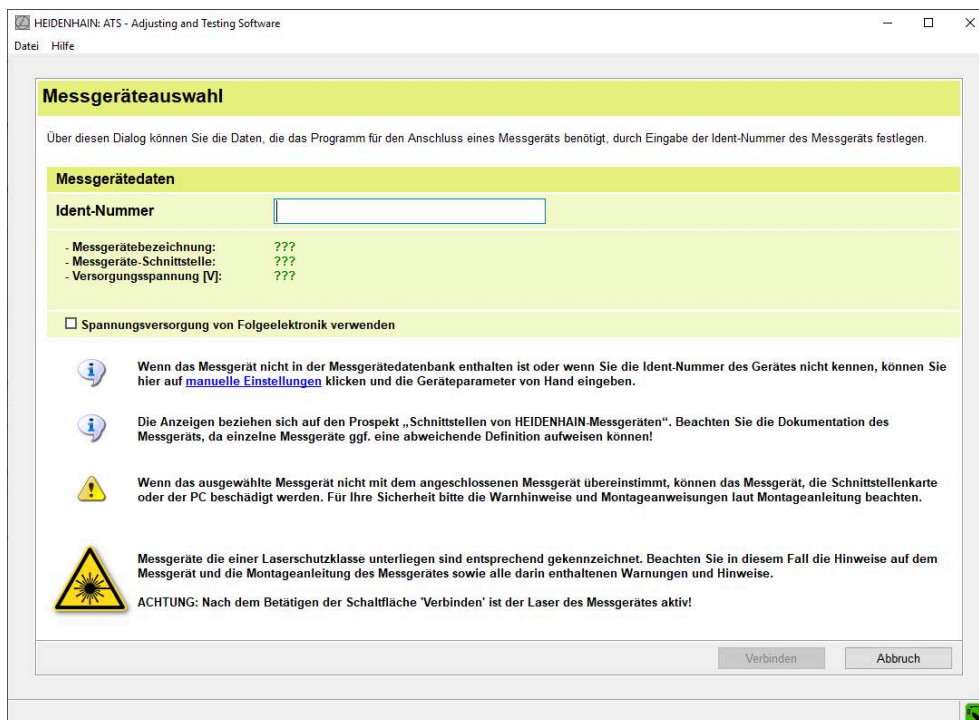 HEIDENHAIN: ATS - Adjusting and Testing Software
Datei Hilfe
Messgeräteauswahl
Über diesen Dialog können Sie die Daten, die das Programm für den Anschluss eines Messgeräts benötigt, durch Eingabe der Ident-Nummer des Messgeräts festlegen.
Messgerätedaten
Ident-Nummer
- Messgerätebezeichnung: ???
- Messgeräte-Schnittstelle: ???
- Versorgungsspannung [V]: ???
Spannungsversorgung von Folgeelektronik verwenden
Wenn das Messgerät nicht in der Messgerätedatenbank enthalten ist oder wenn Sie die Ident-Nummer des Gerätes nicht kennen, können Sie
hier auf manuelle Einstellungen klicken und die Geräteparameter von Hand eingeben.
Die Anzeigen beziehen sich auf den Prospekt „Schnittstellen von HEIDENHAIN-Messgeräten“. Beachten Sie die Dokumentation des
Messgeräts, da einzelne Messgeräte ggf. eine abweichende Definition aufweisen können!
Wenn das ausgewählte Messgerät nicht mit dem angeschlossenen Messgerät übereinstimmt, können das Messgerät, die Schnittstellenkarte
oder der PC beschädigt werden. Für Ihre Sicherheit bitte die Warnhinweise und Montageanweisungen laut Montageanleitung beachten.
Messgeräte die einer Laserschutzklasse unterliegen sind entsprechend gekennzeichnet. Beachten Sie in diesem Fall die Hinweise auf dem
Messgerät und die Montageanleitung des Messgerätes sowie alle darin enthaltenen Warnungen und Hinweise.
ACHTUNG: Nach dem Betätigen der Schaltfläche 'Verbinden' ist der Laser des Messgerätes aktiv!
Verbinden Abbruch